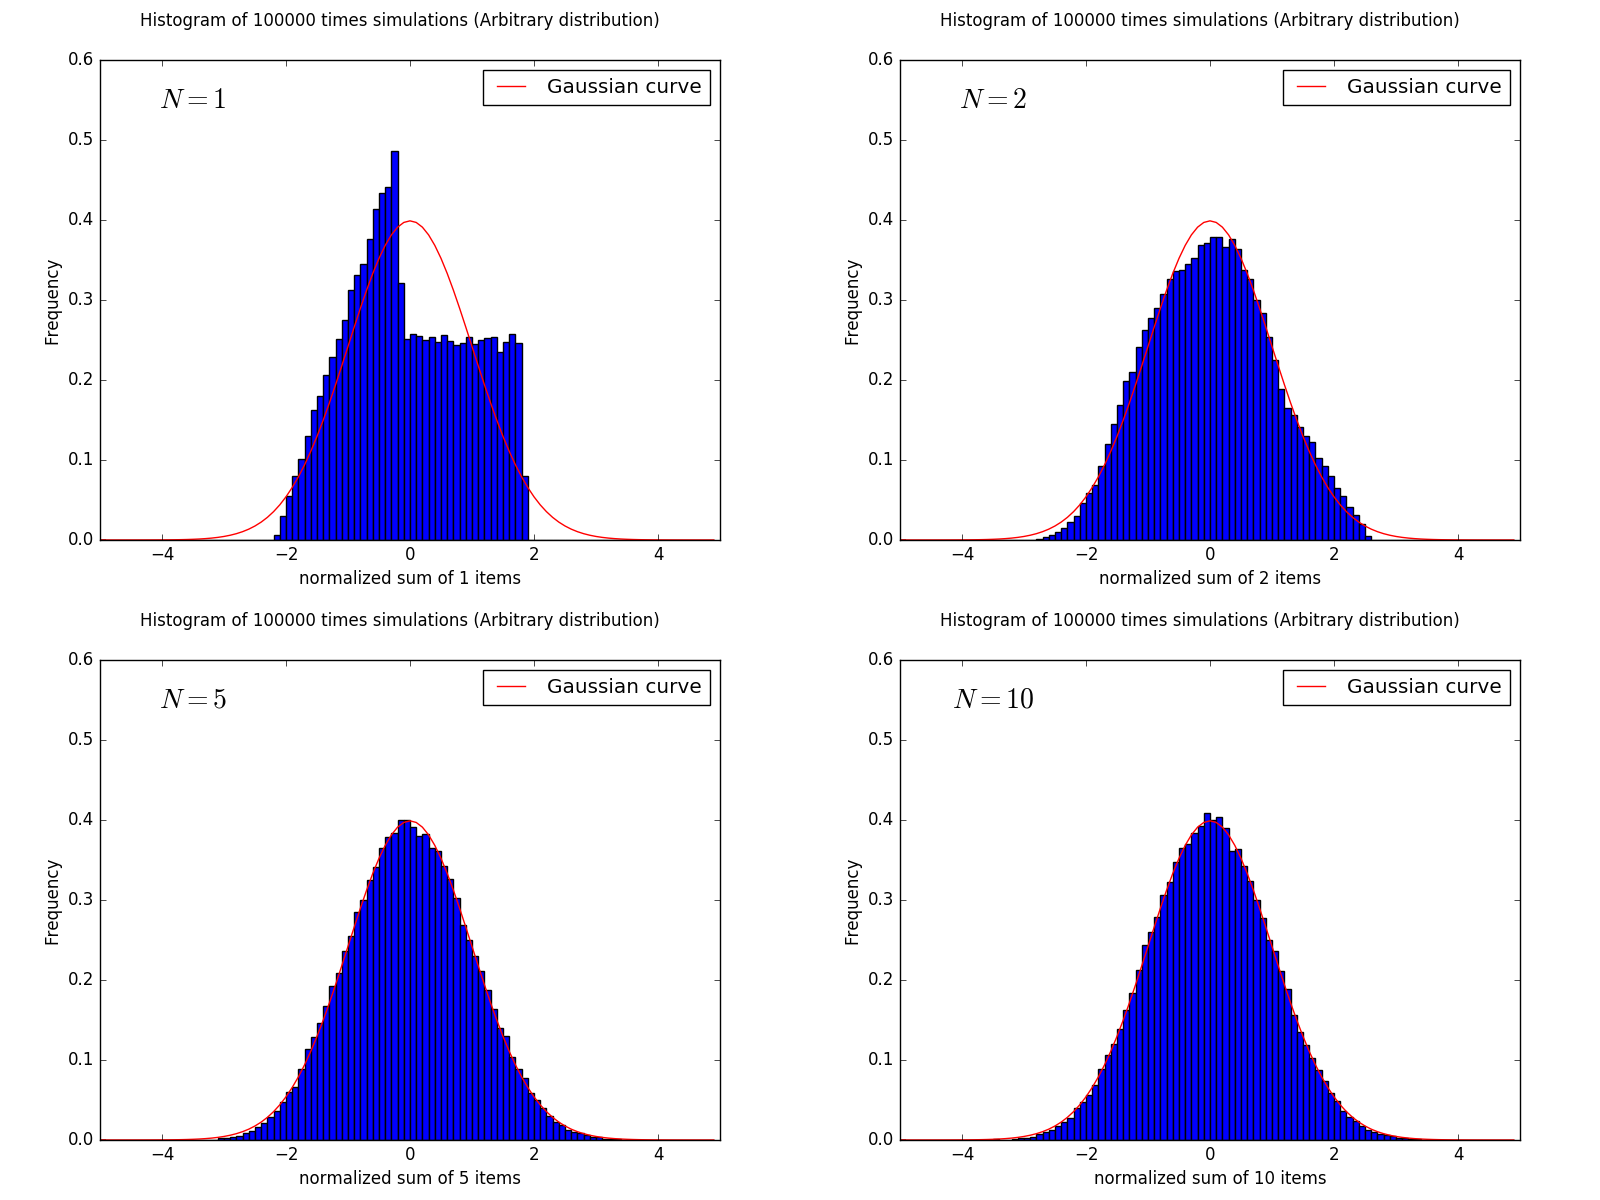 Histogram of 100000 times simulations (Arbitrary distribution)
0.6
0.5
0.4
0.3
0.2
0.1
0.0
Frequency
N = 1
Gaussian curve
−4 −2 0 2 4
normalized sum of 1 items
Histogram of 100000 times simulations (Arbitrary distribution)
0.6
0.5
0.4
0.3
0.2
0.1
0.0
Frequency
N = 2
Gaussian curve
−4 −2 0 2 4
normalized sum of 2 items
Histogram of 100000 times simulations (Arbitrary distribution)
0.6
0.5
0.4
0.3
0.2
0.1
0.0
Frequency
N = 5
Gaussian curve
−4 −2 0 2 4
normalized sum of 5 items
Histogram of 100000 times simulations (Arbitrary distribution)
0.6
0.5
0.4
0.3
0.2
0.1
0.0
Frequency
N = 10
Gaussian curve
−4 −2 0 2 4
normalized sum of 10 items